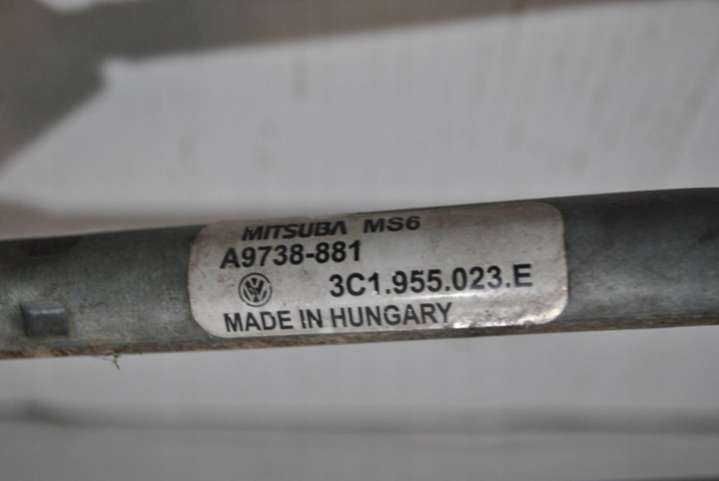 MITSUBA MS6
A9738-881
3C1.955.023.E
MADE IN HUNGARY